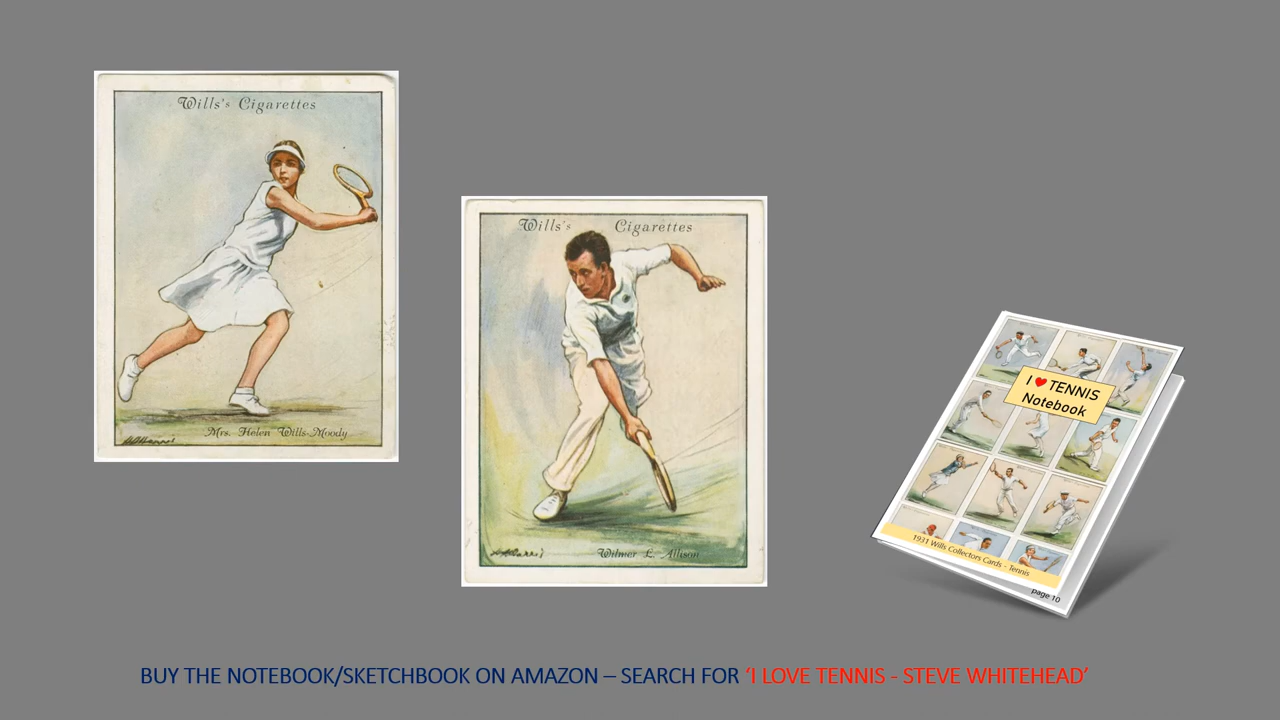 Wills's Cigarettes
Mrs. Helen Wills-Moody
Wills's Cigarettes
Wilmer L. Allison
I ❤ TENNIS
Notebook
1931 Wills Collectors Cards - Tennis
page 10
BUY THE NOTEBOOK/SKETCHBOOK ON AMAZON – SEARCH FOR ‘I LOVE TENNIS - STEVE WHITEHEAD’